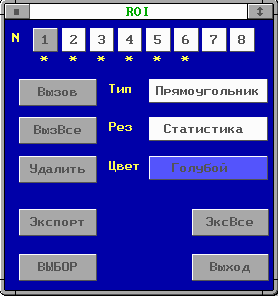 ROI
N 1 2 3 4 5 6 7 8
* * * * * *
Вызов Тип Прямоугольник
ВызВсе Рез Статистика
Удалить Цвет Голубой
Экспорт ЭксВсе
ВЫБОР Выход